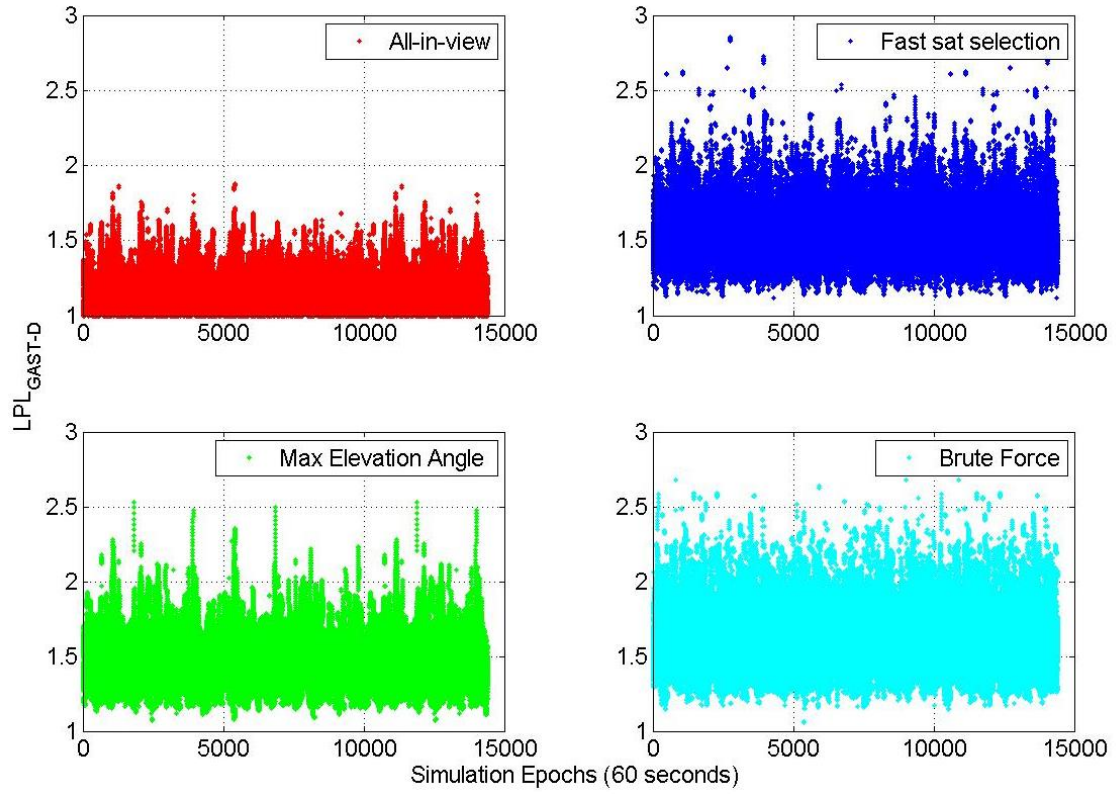 All-in-view
3
2.5
2
1.5
1
0 5000 10000 15000
Fast sat selection
3
2.5
2
1.5
1
0 5000 10000 15000
LPL_GAST-D
Max Elevation Angle
3
2.5
2
1.5
1
0 5000 10000 15000
Brute Force
3
2.5
2
1.5
1
0 5000 10000 15000
Simulation Epochs (60 seconds)